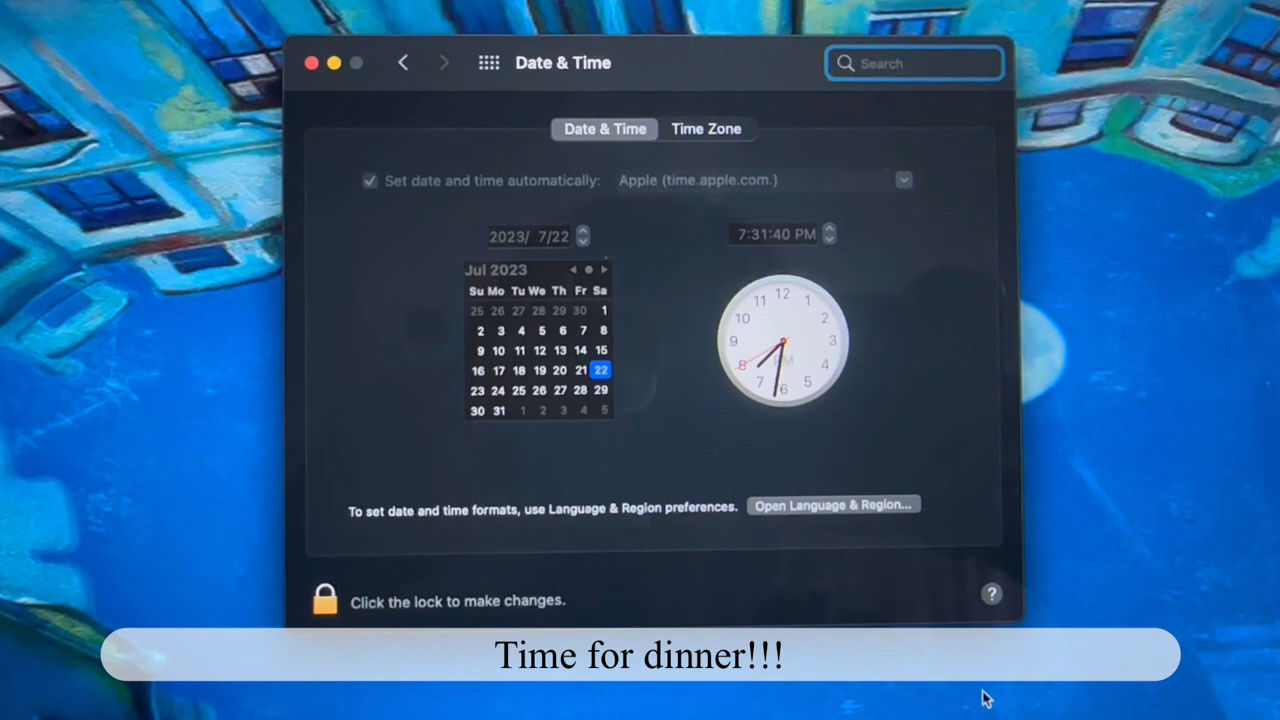 Date & Time
Search
Date & Time Time Zone
Set date and time automatically: Apple (time.apple.com.)
2023/ 7/22
7:31:40 PM
Jul 2023
Su Mo Tu We Th Fr Sa
25 26 27 28 29 30 1
2 3 4 5 6 7 8
9 10 11 12 13 14 15
16 17 18 19 20 21 22
23 24 25 26 27 28 29
30 31 1 2 3 4 5
12
11 1
10 2
9 3
8 4
7 5
6
PM
To set date and time formats, use Language & Region preferences. Open Language & Region...
Click the lock to make changes.
?
Time for dinner!!!